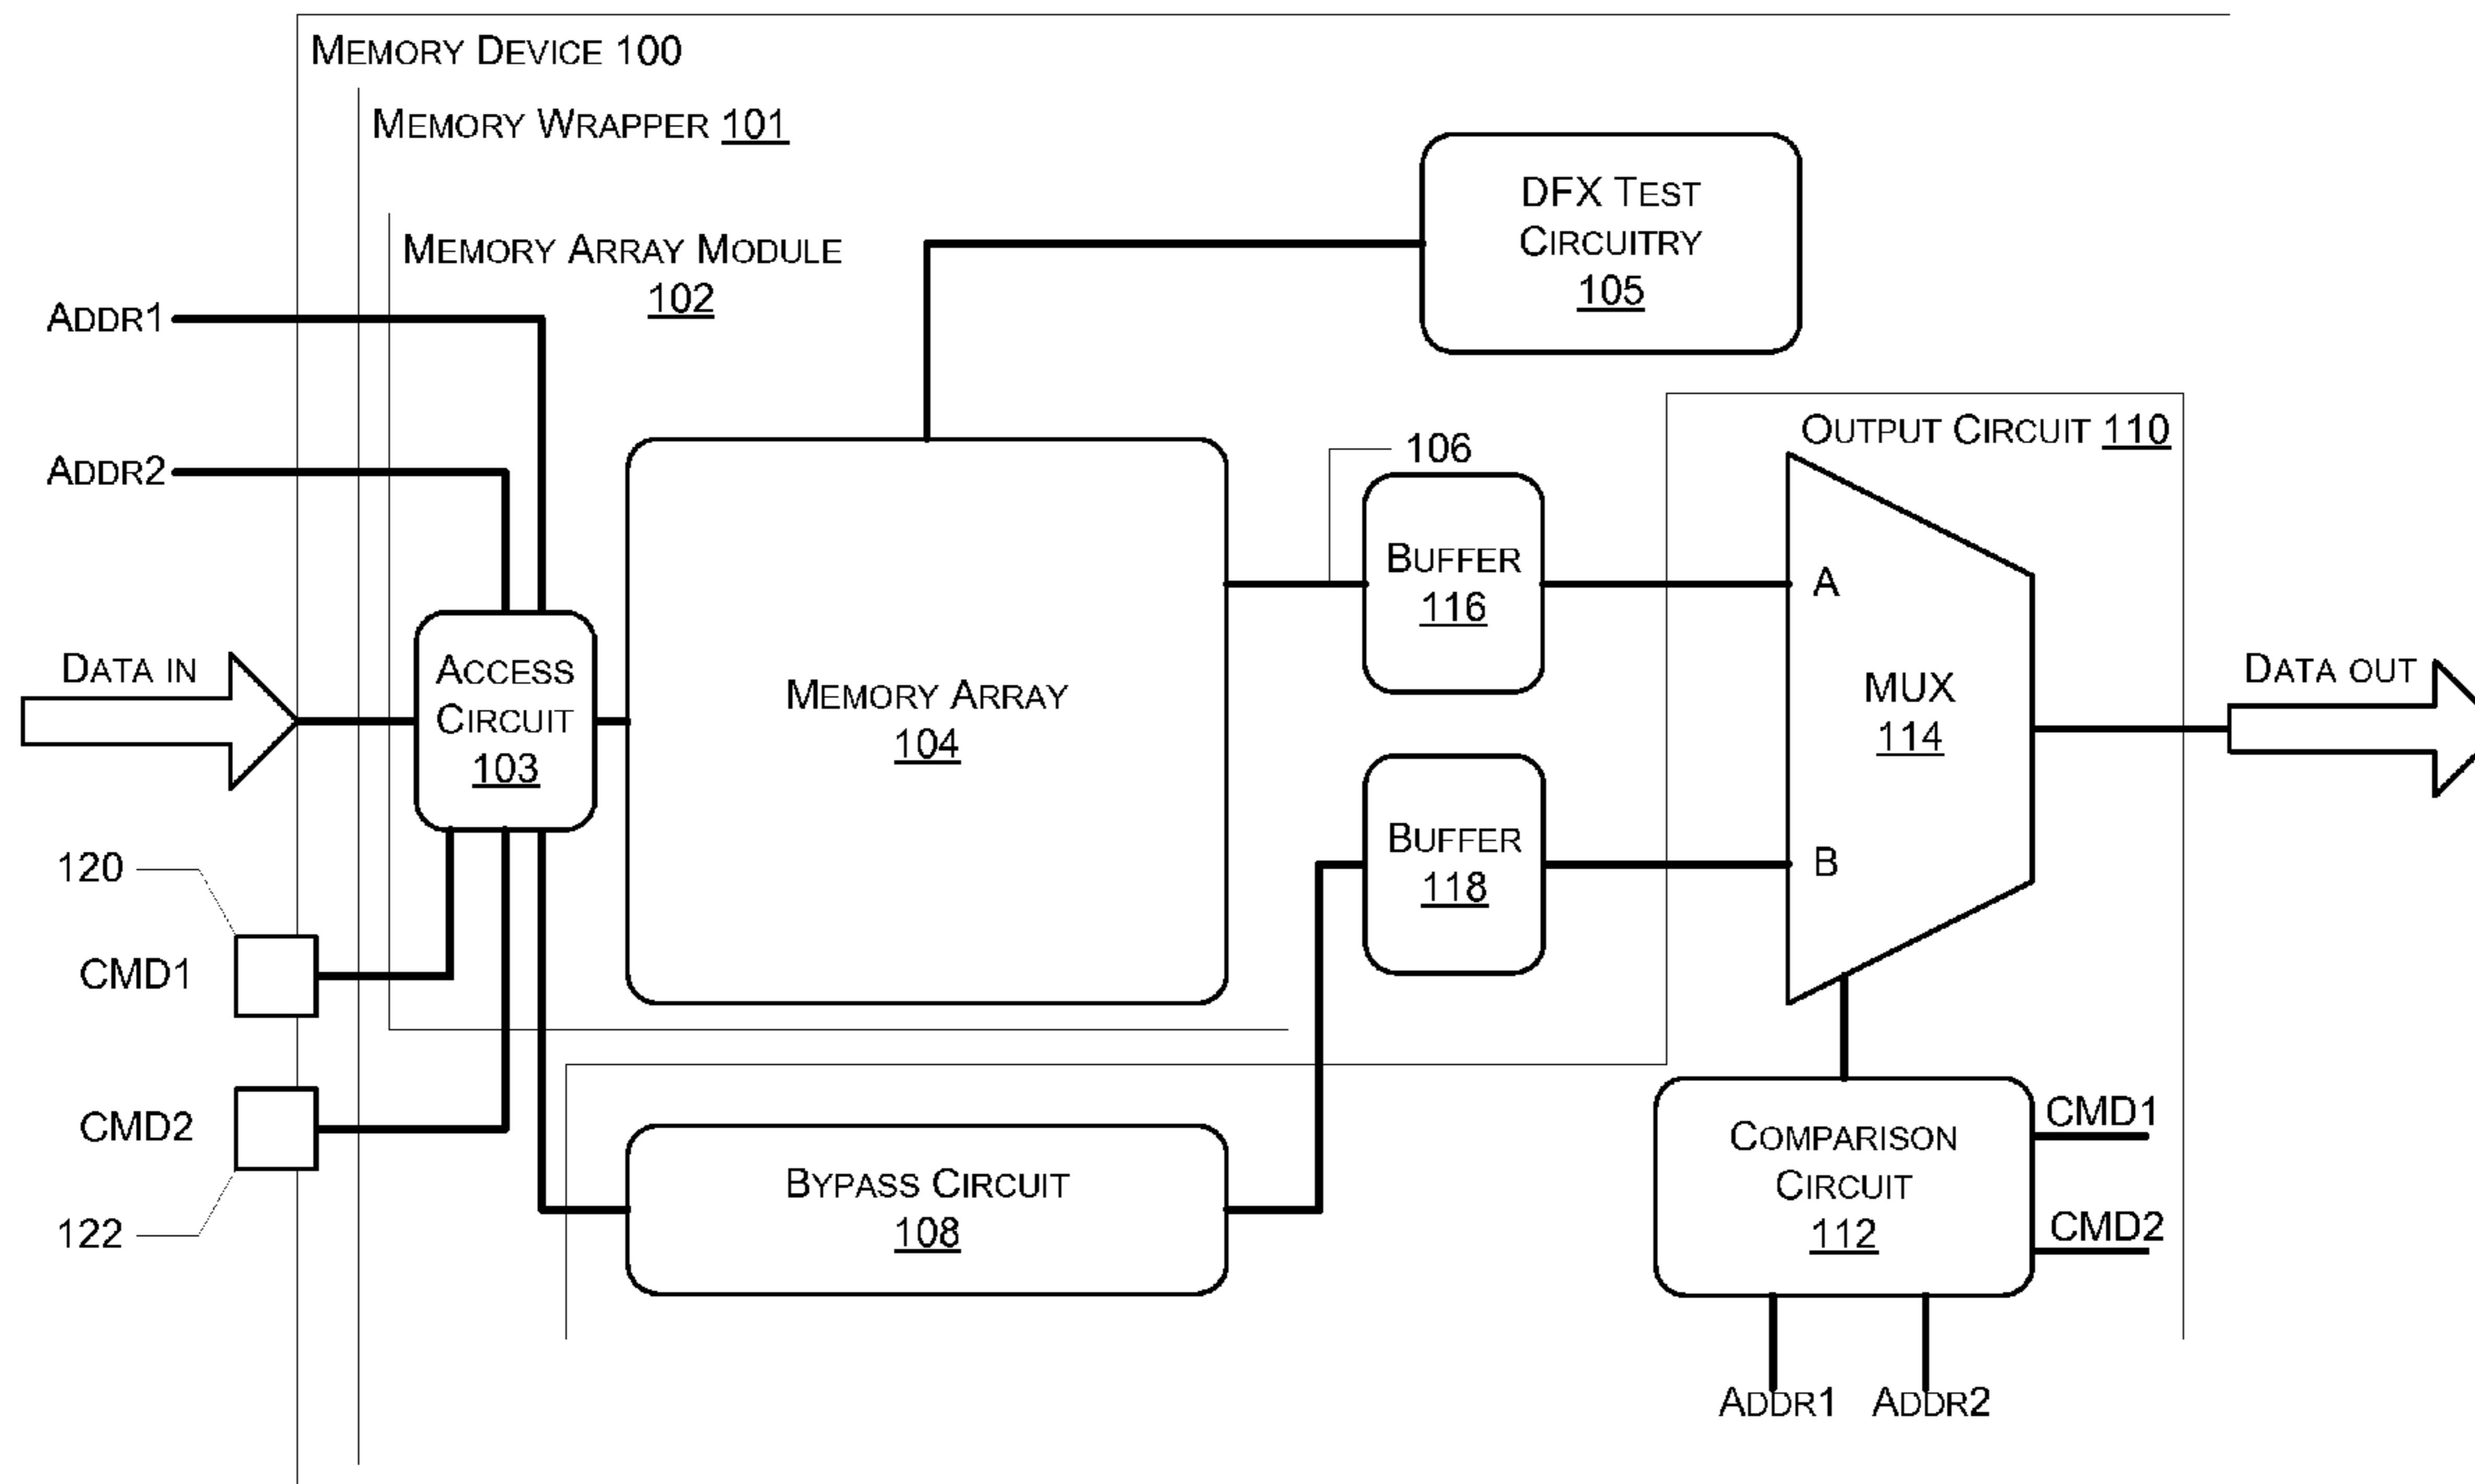 MEMORY DEVICE 100
MEMORY WRAPPER 101
MEMORY ARRAY MODULE
102
DFX TEST
CIRCUITRY
105
ADDR1
ADDR2
DATA IN
ACCESS
CIRCUIT
103
MEMORY ARRAY
104
106
BUFFER
116
BUFFER
118
OUTPUT CIRCUIT 110
A
MUX
114
B
DATA OUT
120
CMD1
CMD2
122
BYPASS CIRCUIT
108
COMPARISON
CIRCUIT
112
CMD1
CMD2
ADDR1 ADDR2